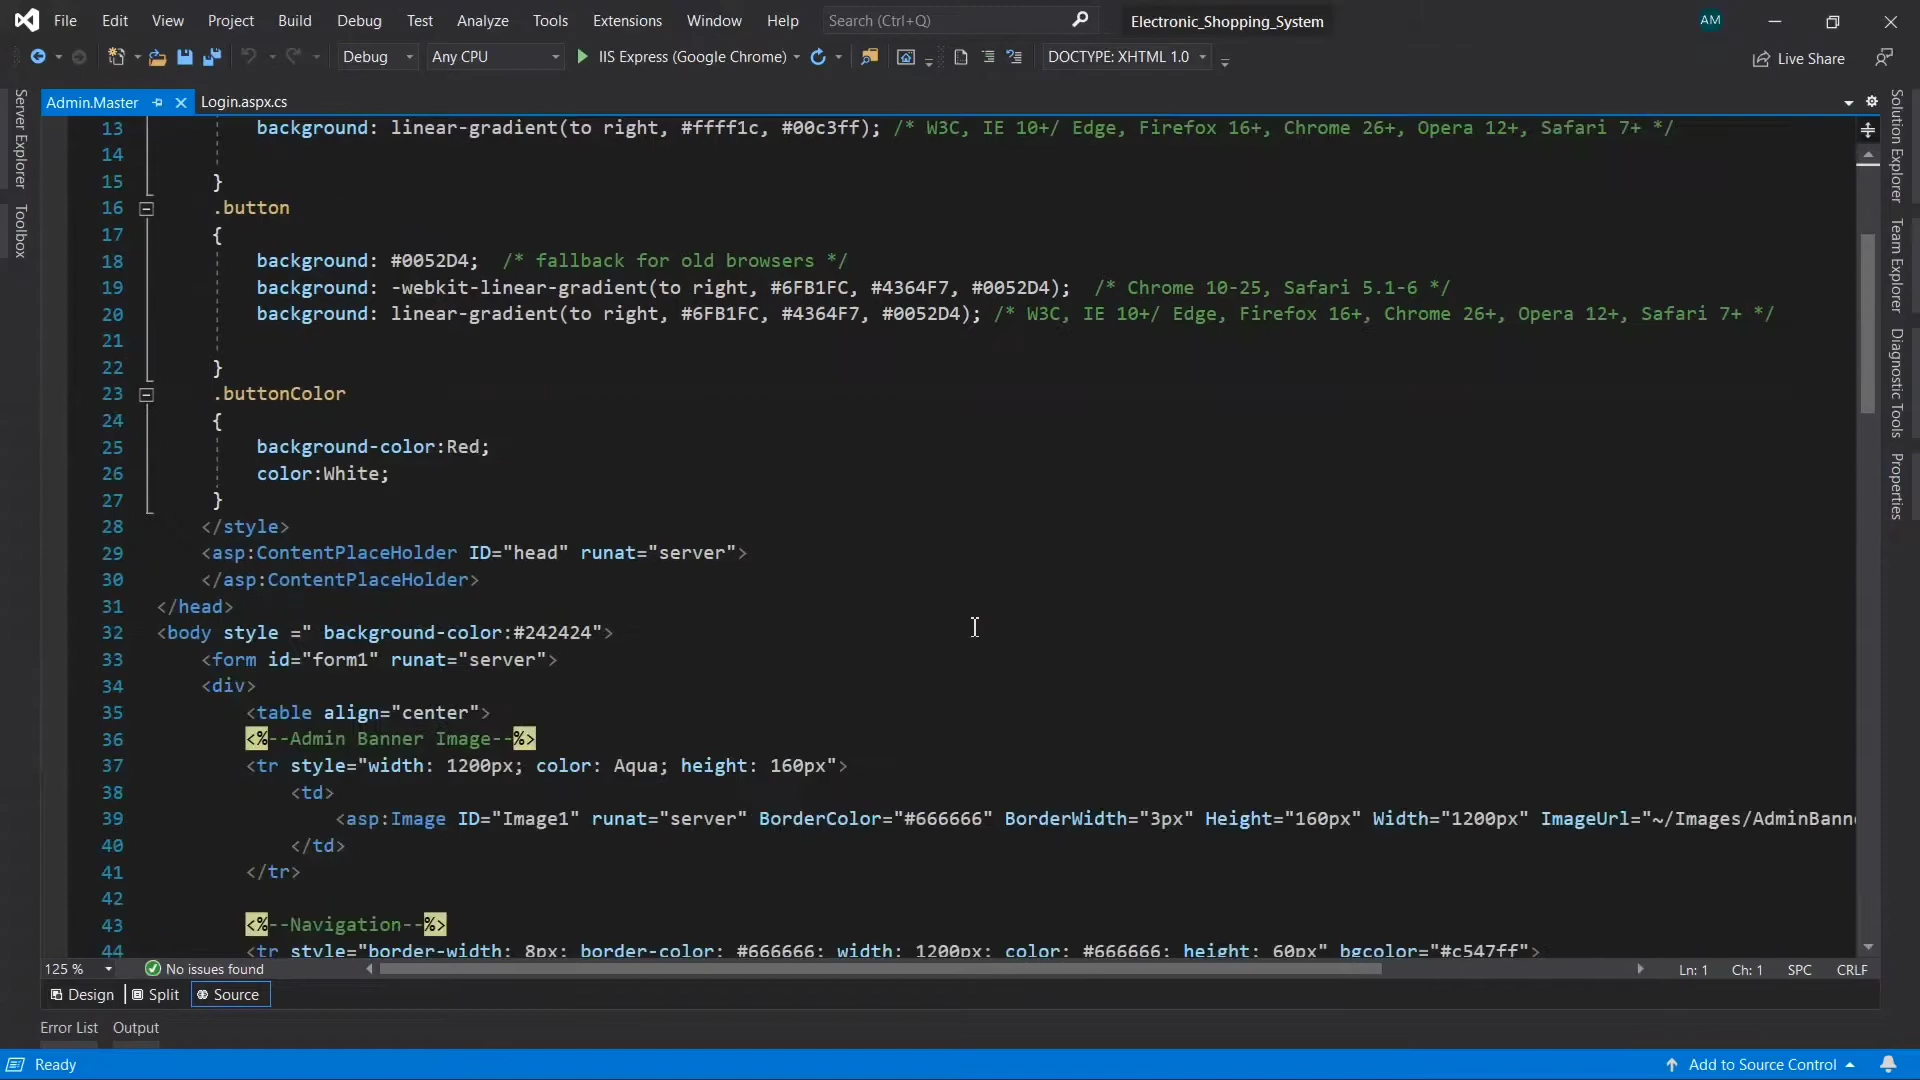 File Edit View Project Build Debug Test Analyze Tools Extensions Window Help Search (Ctrl+Q) Electronic_Shopping_System AM
Debug Any CPU IIS Express (Google Chrome) DOCTYPE: XHTML 1.0 Live Share
Server Explorer
Toolbox
Admin.Master Login.aspx.cs
13 background: linear-gradient(to right, #ffff1c, #00c3ff); /* W3C, IE 10+/ Edge, Firefox 16+, Chrome 26+, Opera 12+, Safari 7+ */
14
15 }
16 .button
17 {
18 background: #0052D4; /* fallback for old browsers */
19 background: -webkit-linear-gradient(to right, #6FB1FC, #4364F7, #0052D4); /* Chrome 10-25, Safari 5.1-6 */
20 background: linear-gradient(to right, #6FB1FC, #4364F7, #0052D4); /* W3C, IE 10+/ Edge, Firefox 16+, Chrome 26+, Opera 12+, Safari 7+ */
21
22 }
23 .buttonColor
24 {
25 background-color:Red;
26 color:White;
27 }
28 </style>
29 <asp:ContentPlaceHolder ID="head" runat="server">
30 </asp:ContentPlaceHolder>
31 </head>
32 <body style =" background-color:#242424">
33 <form id="form1" runat="server">
34 <div>
35 <table align="center">
36 <%--Admin Banner Image--%>
37 <tr style="width: 1200px; color: Aqua; height: 160px">
38 <td>
39 <asp:Image ID="Image1" runat="server" BorderColor="#666666" BorderWidth="3px" Height="160px" Width="1200px" ImageUrl="~/Images/AdminBann
40 </td>
41 </tr>
42
43 <%--Navigation--%>
44 <tr style="border-width: 8px; border-color: #666666; width: 1200px; color: #666666; height: 60px" bgcolor="#c547ff">
Solution Explorer
Team Explorer
Diagnostic Tools
Properties
125 % No issues found Ln: 1 Ch: 1 SPC CRLF
Design Split Source
Error List Output
Ready Add to Source Control